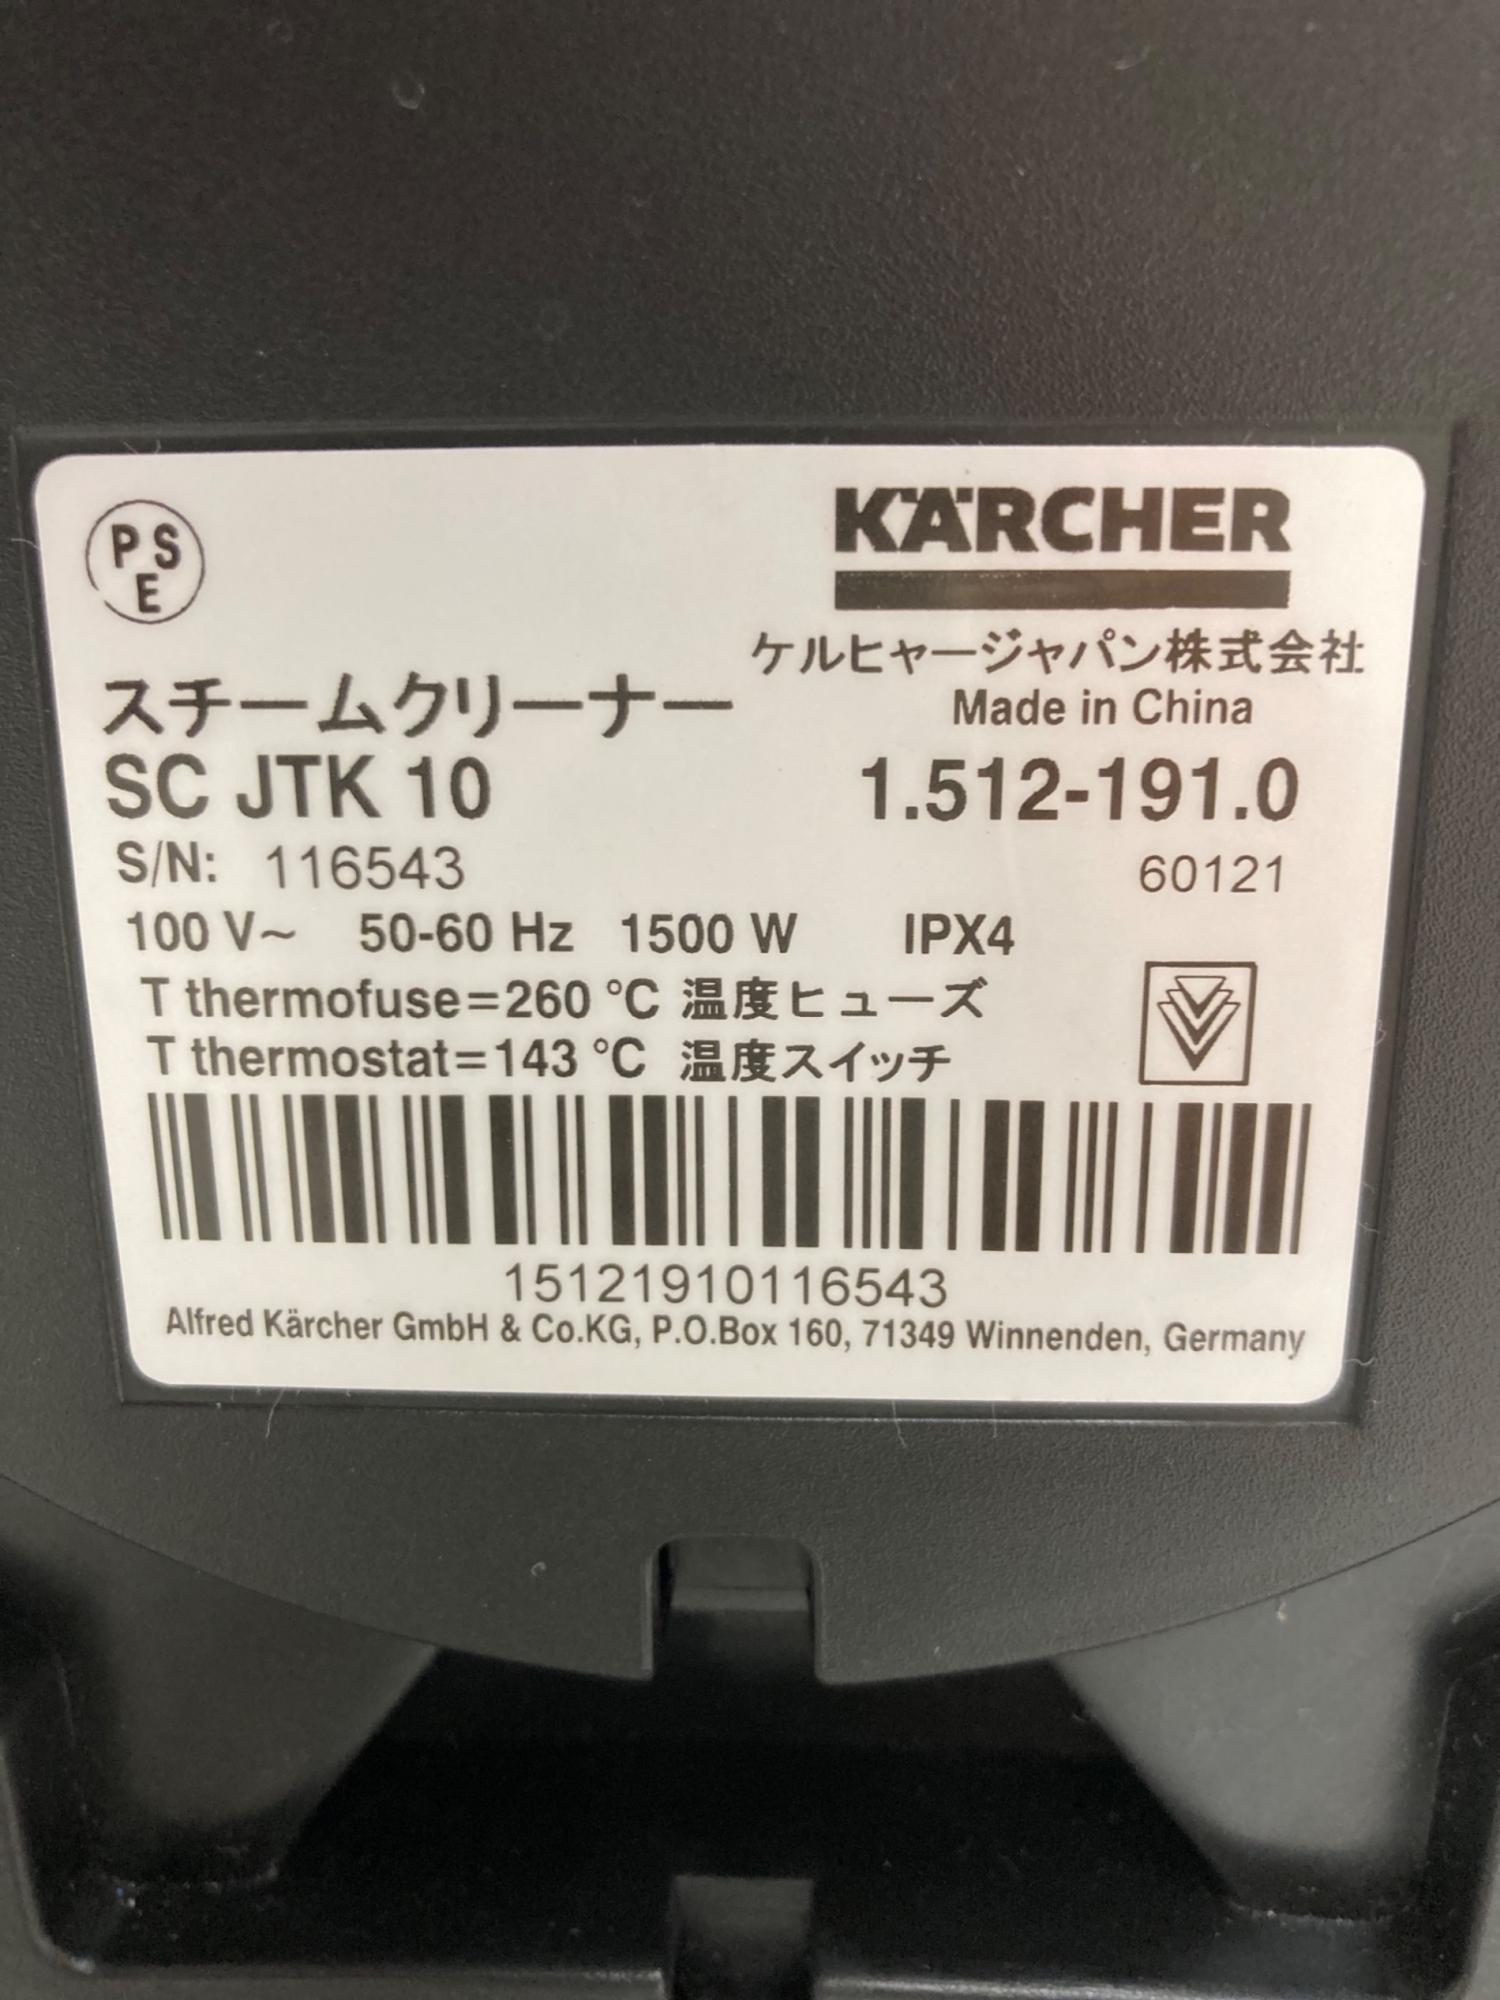 PS
E
KÄRCHER
ケルヒャージャパン株式会社
Made in China
スチームクリーナー
SC JTK 10
1.512-191.0
S/N: 116543
60121
100 V~ 50-60 Hz 1500 W IPX4
T thermofuse=260 °C 温度ヒューズ
T thermostat=143 °C 温度スイッチ
15121910116543
Alfred Kärcher GmbH & Co.KG, P.O.Box 160, 71349 Winnenden, Germany